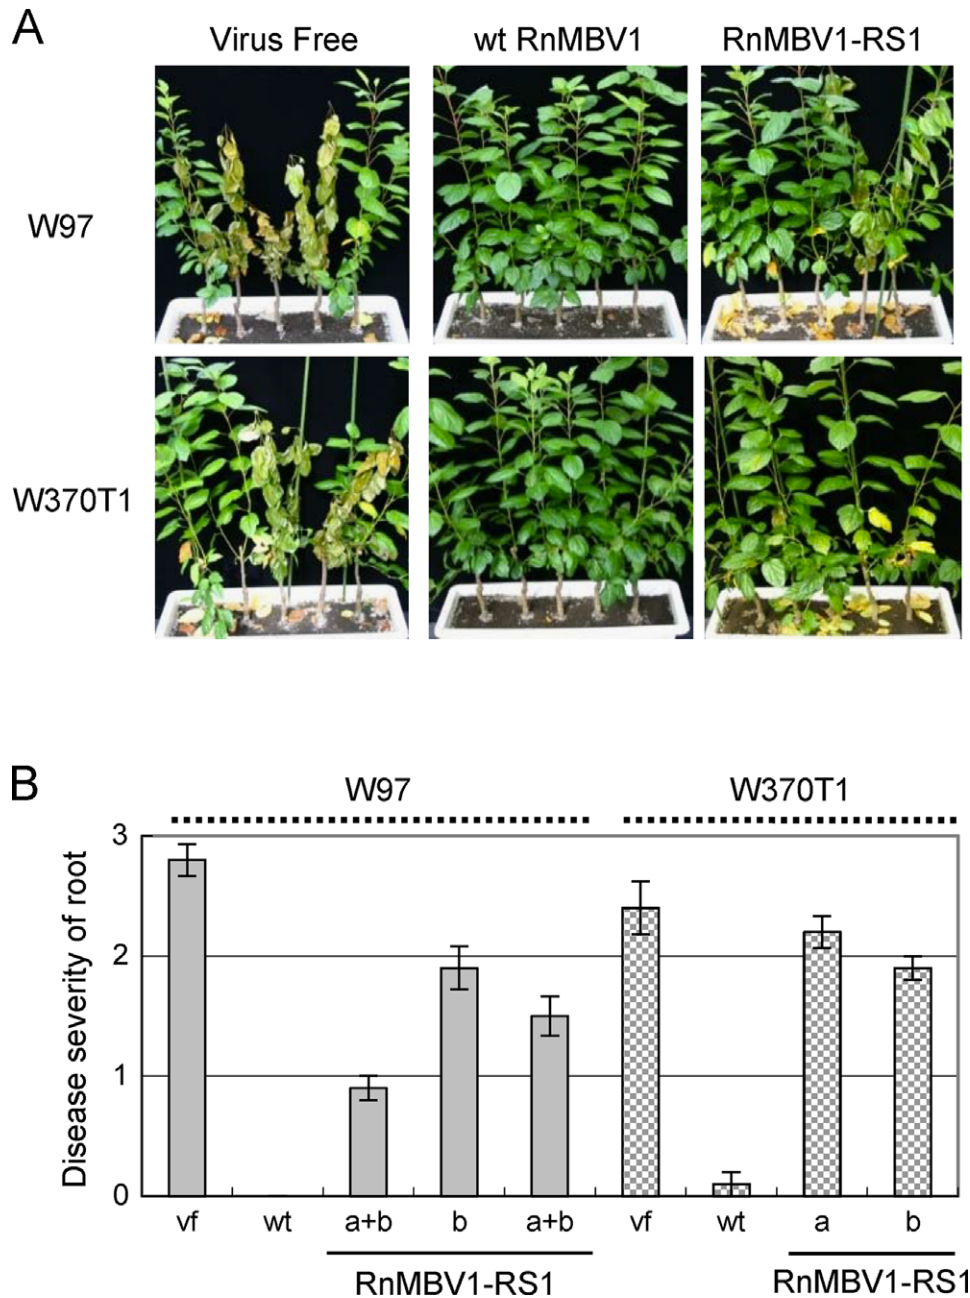 A
Virus Free wt RnMBV1 RnMBV1-RS1
W97
W370T1
B
W97 W370T1
Disease severity of root
3
2
1
0
vf wt a+b b a+b vf wt a b
RnMBV1-RS1 RnMBV1-RS1